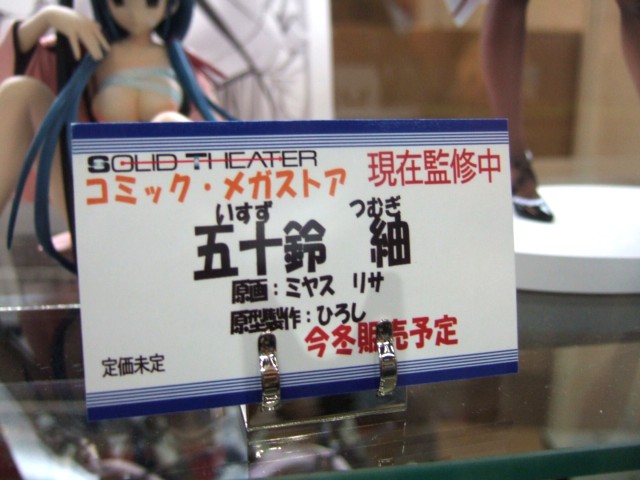 SOLID THEATER
コミック・メガストア 現在監修中
いすず つむぎ
五十鈴 紬
原画：ミヤス リサ
原型製作：ひろし
今冬販売予定
定価未定